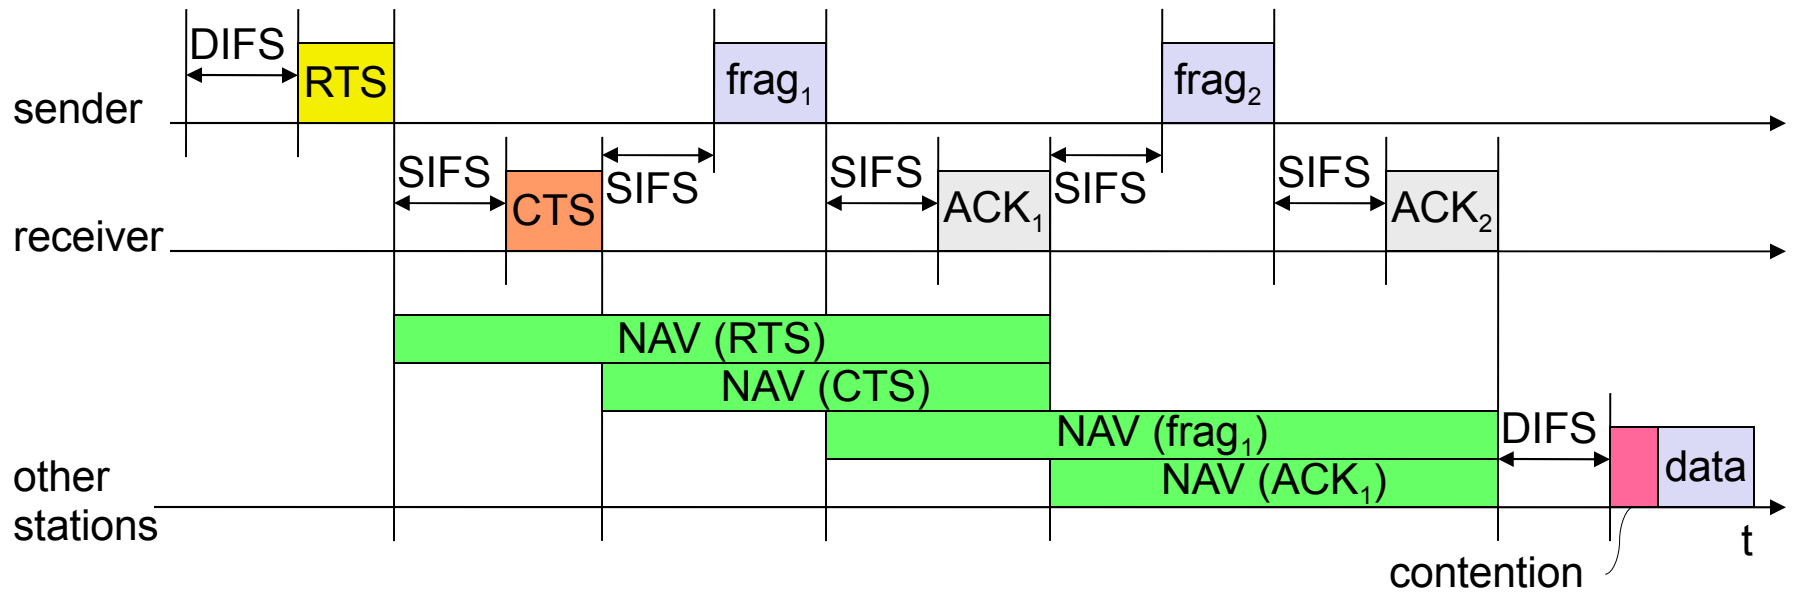 DIFS
RTS
frag₁
frag₂
sender
SIFS
CTS
SIFS
SIFS
ACK₁
SIFS
SIFS
ACK₂
receiver
NAV (RTS)
NAV (CTS)
NAV (frag₁)
DIFS
NAV (ACK₁)
data
other
stations
t
contention